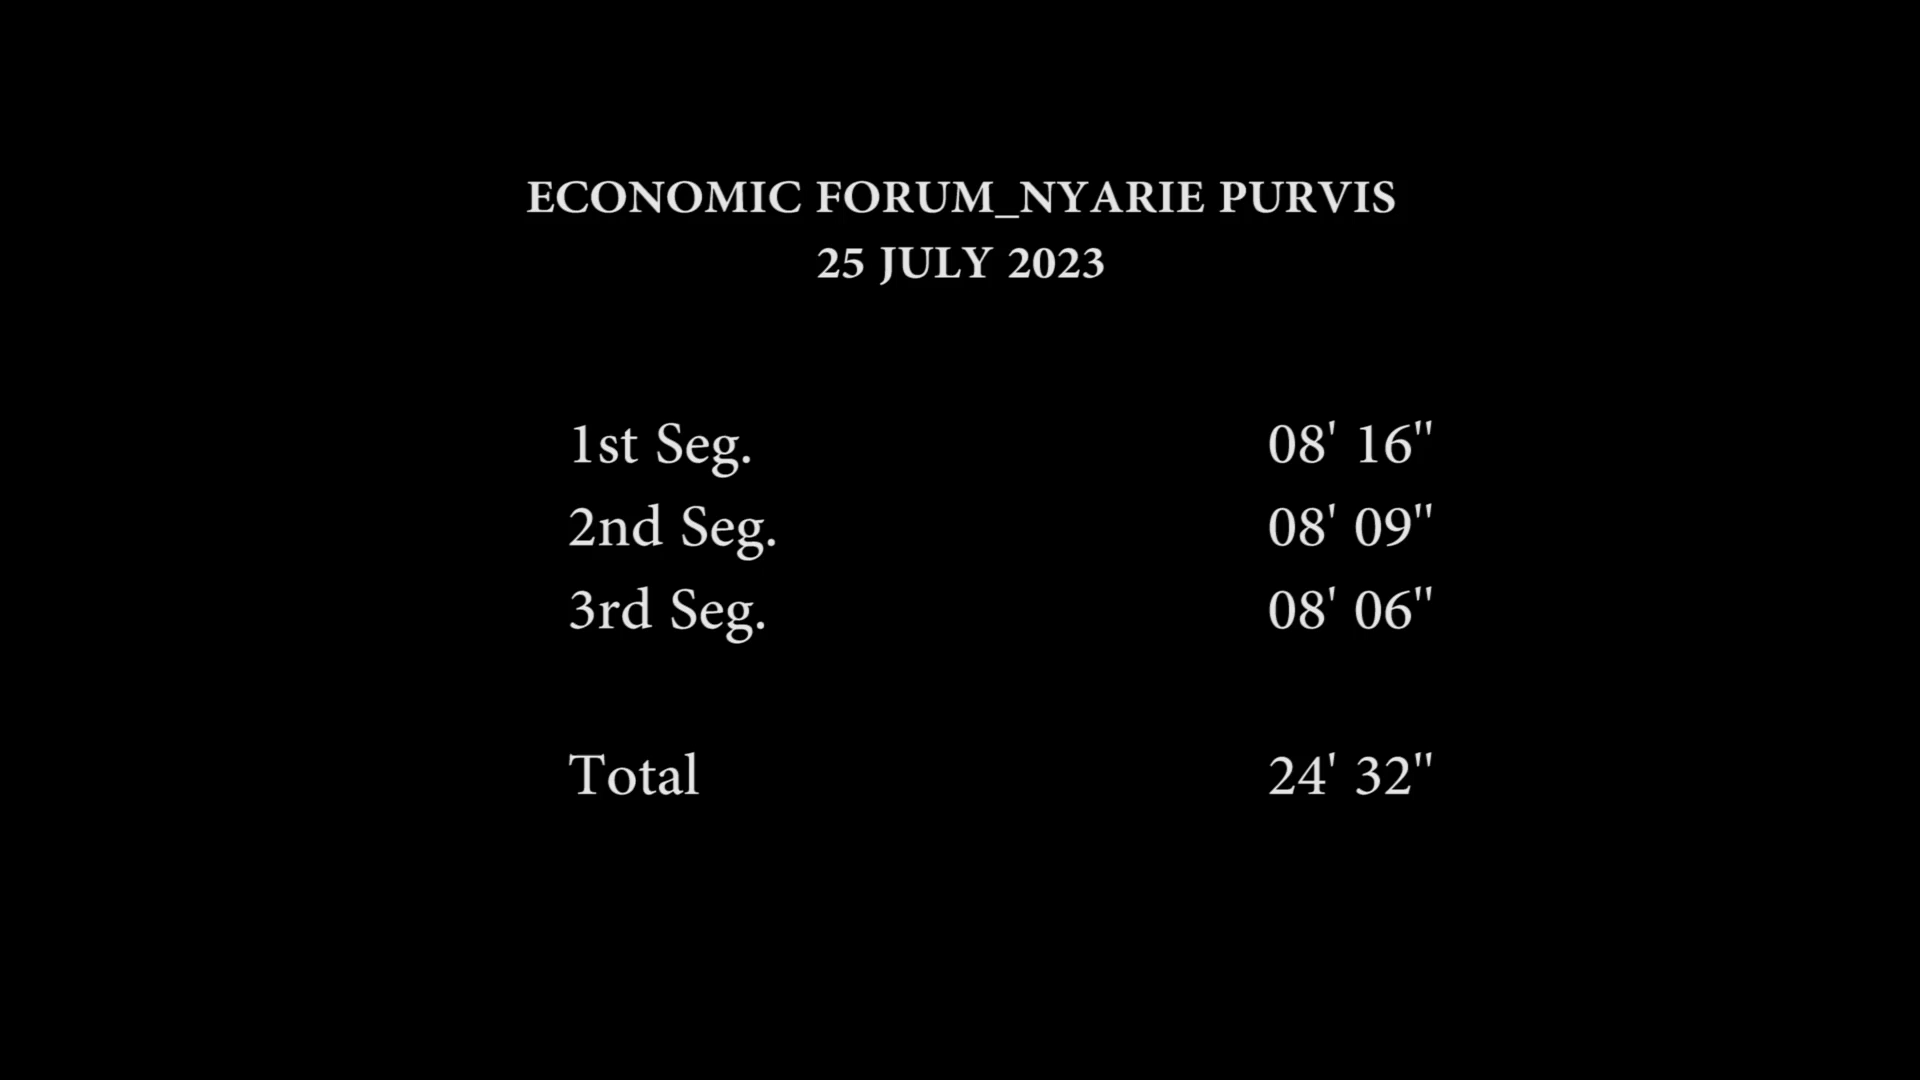 ECONOMIC FORUM_NYARIE PURVIS
25 JULY 2023
1st Seg. 08' 16"
2nd Seg. 08' 09"
3rd Seg. 08' 06"
Total 24' 32"